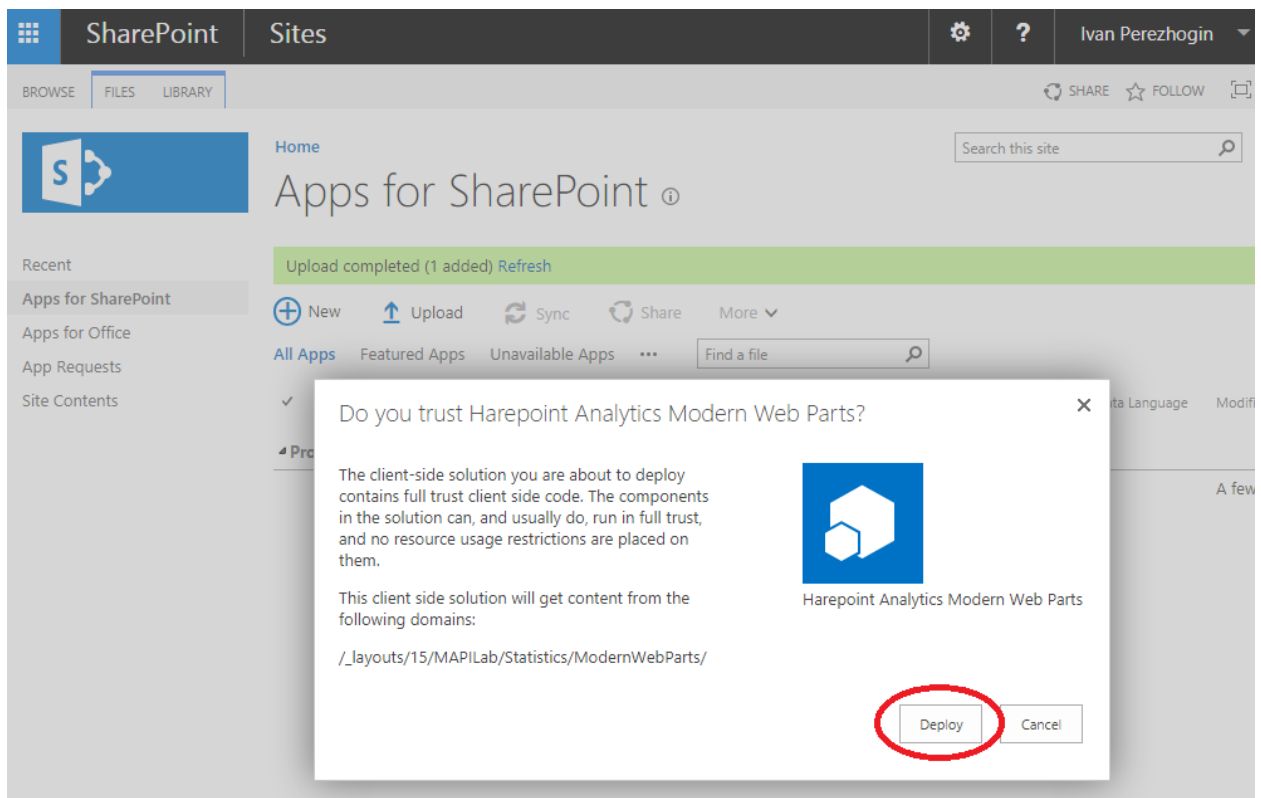 SharePoint Sites ? Ivan Perezhogin
BROWSE FILES LIBRARY SHARE FOLLOW
S
Home
Search this site
Apps for SharePoint
Recent
Apps for SharePoint
Apps for Office
App Requests
Site Contents
Upload completed (1 added) Refresh
New Upload Sync Share More
All Apps Featured Apps Unavailable Apps ••• Find a file
ta Language Modifi
Pro
A few
Do you trust Harepoint Analytics Modern Web Parts?
The client-side solution you are about to deploy
contains full trust client side code. The components
in the solution can, and usually do, run in full trust,
and no resource usage restrictions are placed on
them.
This client side solution will get content from the
following domains:
/_layouts/15/MAPILab/Statistics/ModernWebParts/
Harepoint Analytics Modern Web Parts
Deploy Cancel